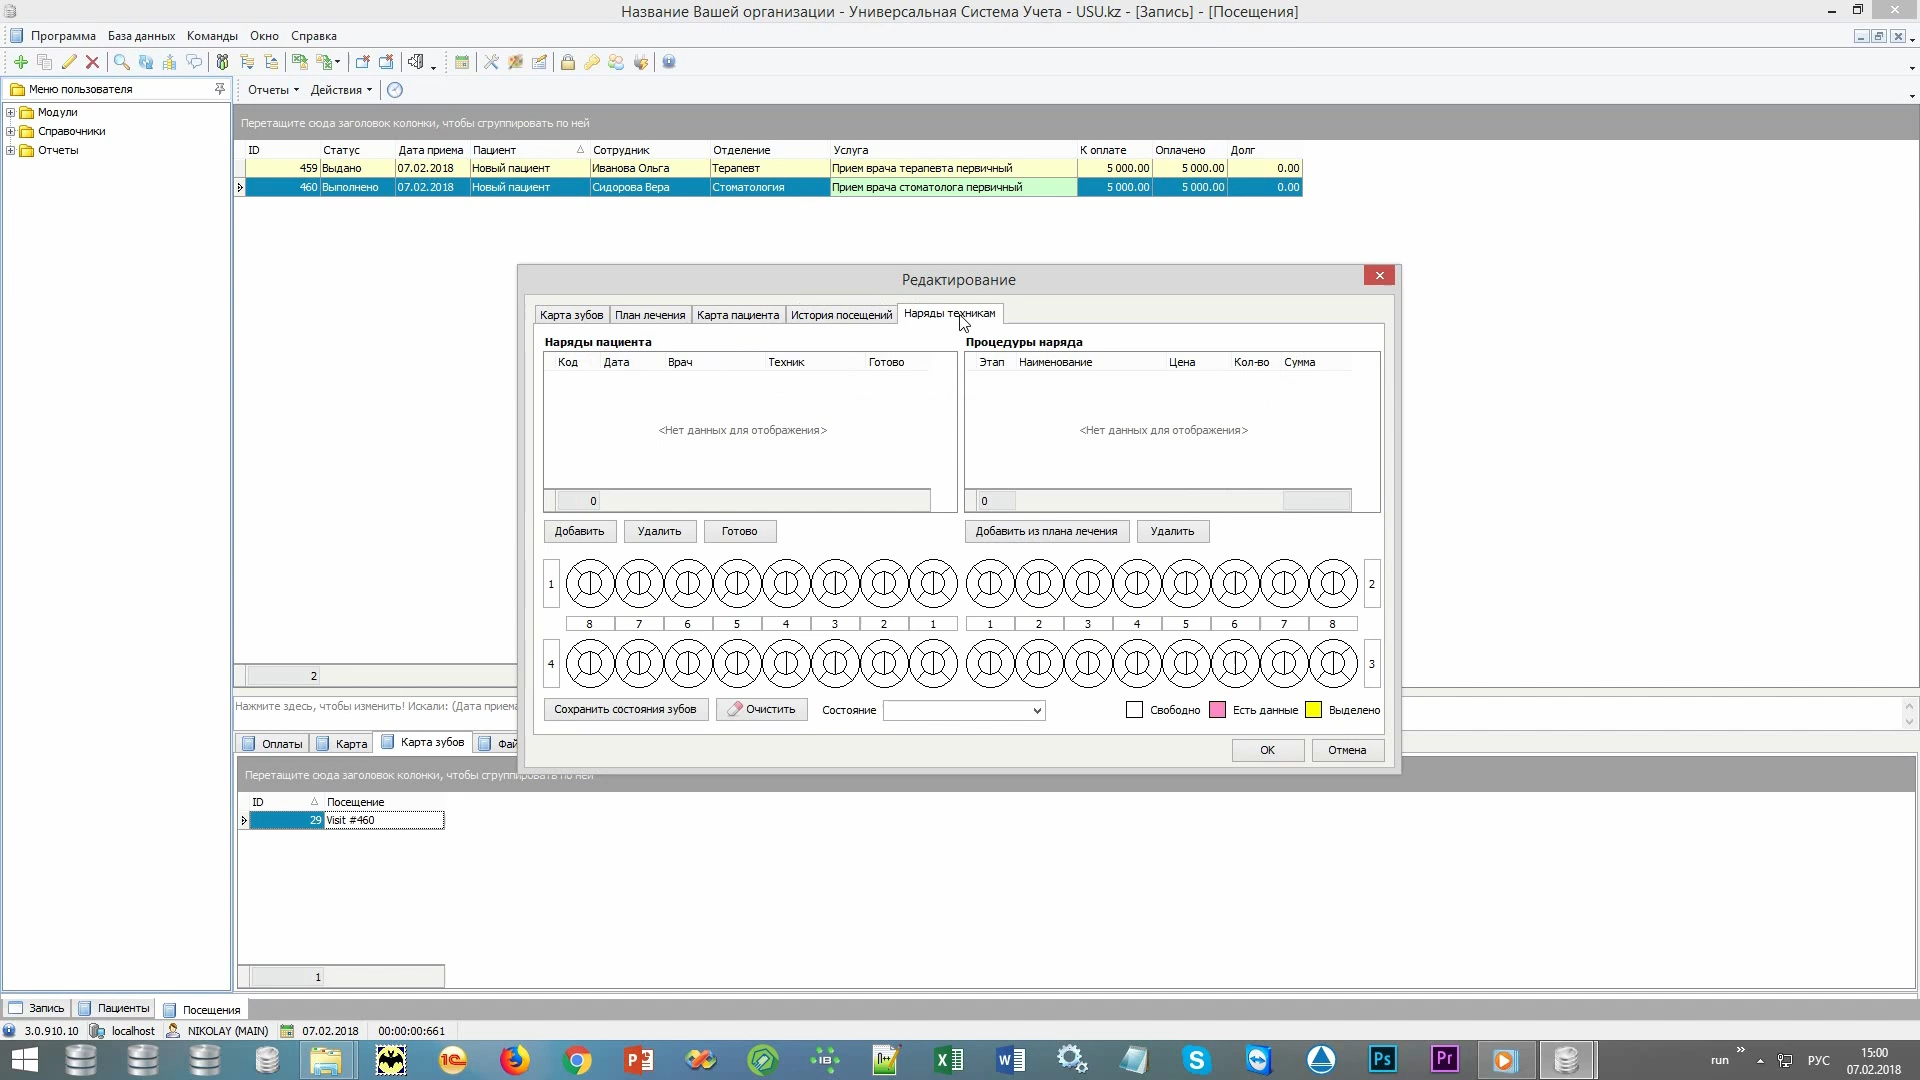 Название Вашей организации - Универсальная Система Учета - USU.kz - [Запись] - [Посещения]
Программа База данных Команды Окно Справка
Меню пользователя
Отчеты Действия
Модули
Справочники
Отчеты
Перетащите сюда заголовок колонки, чтобы сгруппировать по ней
ID Статус Дата приема Пациент Сотрудник Отделение Услуга К оплате Оплачено Долг
459 Выдано 07.02.2018 Новый пациент Иванова Ольга Терапевт Прием врача терапевта первичный 5 000.00 5 000.00 0.00
460 Выполнено 07.02.2018 Новый пациент Сидорова Вера Стоматология Прием врача стоматолога первичный 5 000.00 5 000.00 0.00
Редактирование
Карта зубов План лечения Карта пациента История посещений Наряды техникам
Наряды пациента Процедуры наряда
Код Дата Врач Техник Готово Этап Наименование Цена Кол-во Сумма
<Нет данных для отображения> <Нет данных для отображения>
0 0
Добавить Удалить Готово Добавить из плана лечения Удалить
1 2
8 7 6 5 4 3 2 1 1 2 3 4 5 6 7 8
4 3
Сохранить состояния зубов Очистить Состояние Свободно Есть данные Выделено
OK Отмена
2
Нажмите здесь, чтобы изменить! Искали: (Дата приема
Оплаты Карта Карта зубов Фай
Перетащите сюда заголовок колонки, чтобы сгруппировать по ней
ID Посещение
29 Visit #460
1
Запись Пациенты Посещения
3.0.910.10 localhost NIKOLAY (MAIN) 07.02.2018 00:00:00:661
run РУС 15:00
07.02.2018